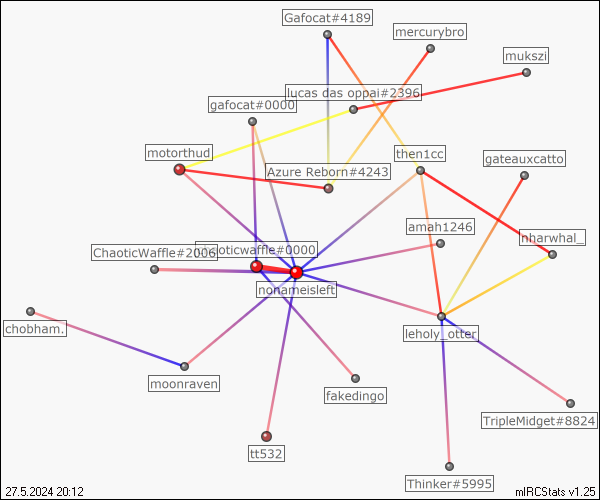 Gafocat#4189
mercurybro
mukszi
lucas das oppai#2396
gafocat#0000
motorthud
then1cc
gateauxcatto
Azure Reborn#4243
amah1246
nharwhal_
ChaoticWaffle#2006
chaoticwaffle#0000
nonameisleft
chobham.
leholy_otter
moonraven
fakedingo
TripleMidget#8824
tt532
Thinker#5995
27.5.2024 20:12
mIRCStats v1.25